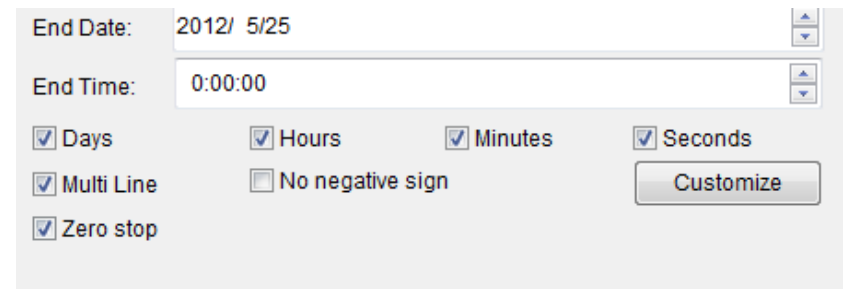 End Date: 2012/ 5/25
End Time: 0:00:00
Days Hours Minutes Seconds
Multi Line No negative sign Customize
Zero stop